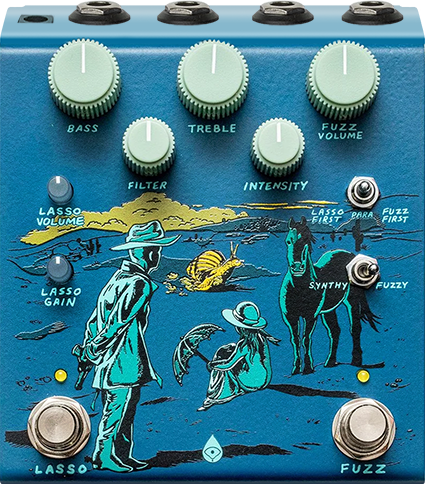 BASS
TREBLE
FUZZ
VOLUME
FILTER
INTENSITY
LASSO
VOLUME
LASSO
FIRST
PARA
FUZZ
FIRST
LASSO
GAIN
SYNTHY
FUZZY
LASSO
FUZZ